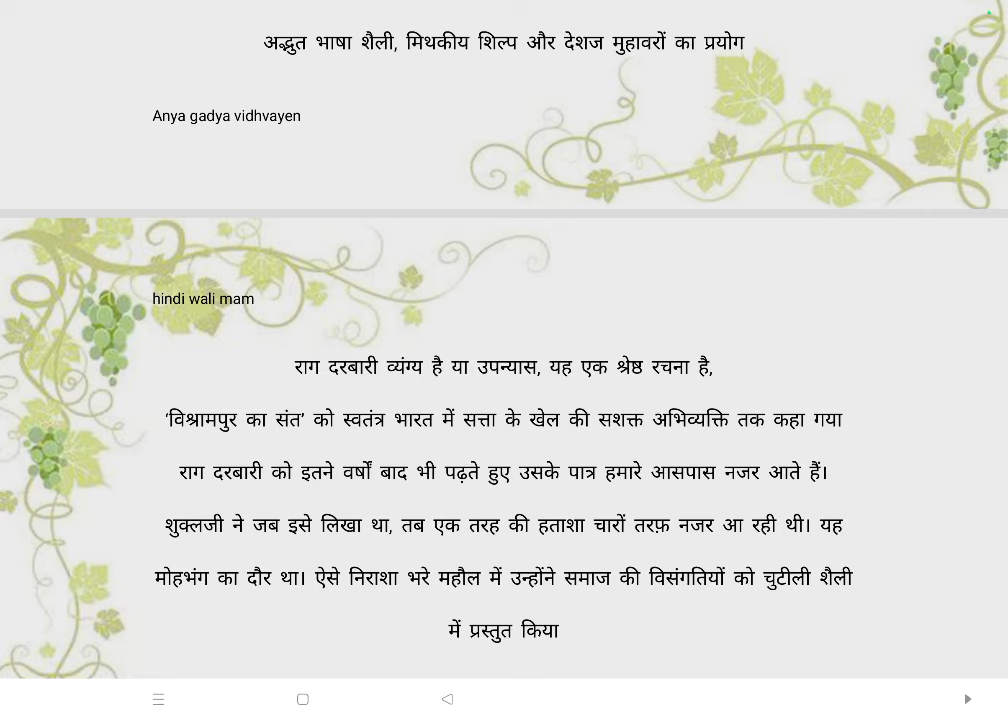 अद्भुत भाषा शैली, मिथकीय शिल्प और देशज मुहावरों का प्रयोग
Anya gadya vidhvayen
hindi wali mam
राग दरबारी व्यंग्य है या उपन्यास, यह एक श्रेष्ठ रचना है,
‘विश्रामपुर का संत’ को स्वतंत्र भारत में सत्ता के खेल की सशक्त अभिव्यक्ति तक कहा गया
राग दरबारी को इतने वर्षों बाद भी पढ़ते हुए उसके पात्र हमारे आसपास नजर आते हैं।
शुक्लजी ने जब इसे लिखा था, तब एक तरह की हताशा चारों तरफ़ नजर आ रही थी। यह
मोहभंग का दौर था। ऐसे निराशा भरे महौल में उन्होंने समाज की विसंगतियों को चुटीली शैली
में प्रस्तुत किया